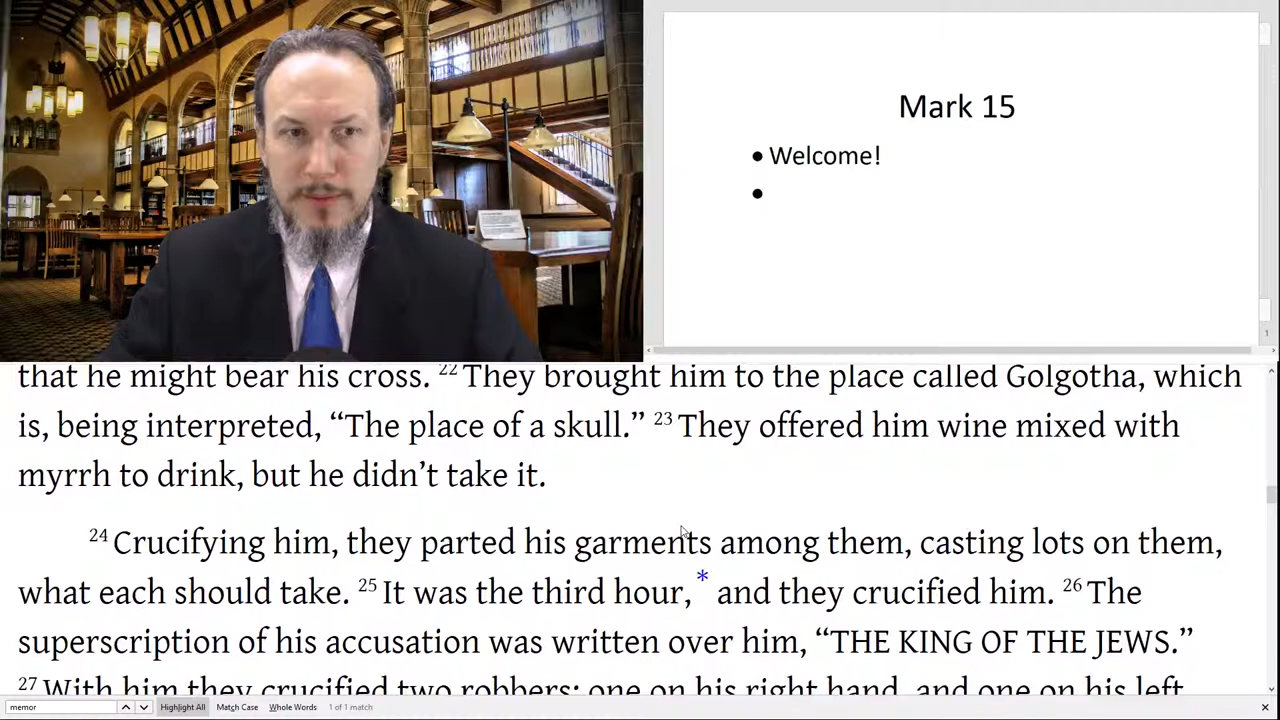 Mark 15
• Welcome!
•
1
that he might bear his cross. 22 They brought him to the place called Golgotha, which
is, being interpreted, “The place of a skull.” 23 They offered him wine mixed with
myrrh to drink, but he didn’t take it.
24 Crucifying him, they parted his garments among them, casting lots on them,
what each should take. 25 It was the third hour,* and they crucified him. 26 The
superscription of his accusation was written over him, “THE KING OF THE JEWS.”
27 With him they crucified two robbers; one on his right hand, and one on his left.
memor
Highlight All Match Case Whole Words 1 of 1 match